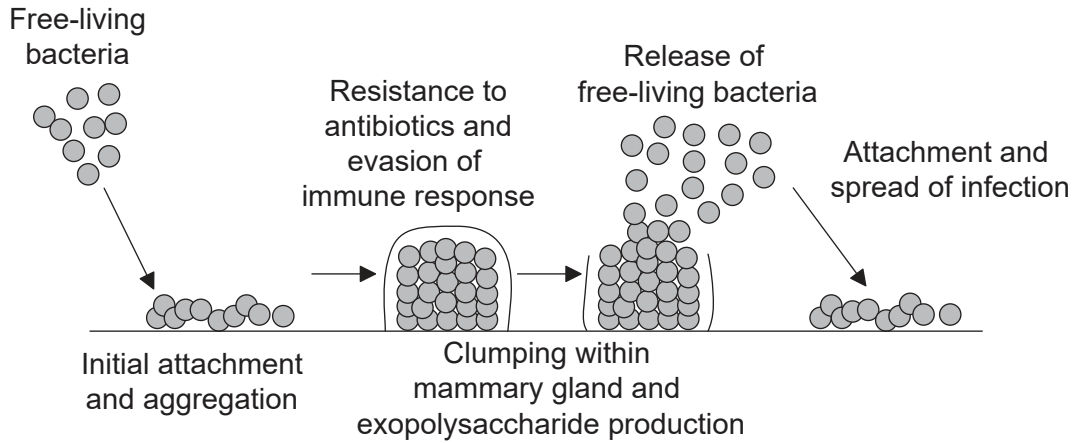 Free-living
bacteria
Resistance to
antibiotics and
evasion of
immune response
Release of
free-living bacteria
Attachment and
spread of infection
Initial attachment
and aggregation
Clumping within
mammary gland and
exopolysaccharide production